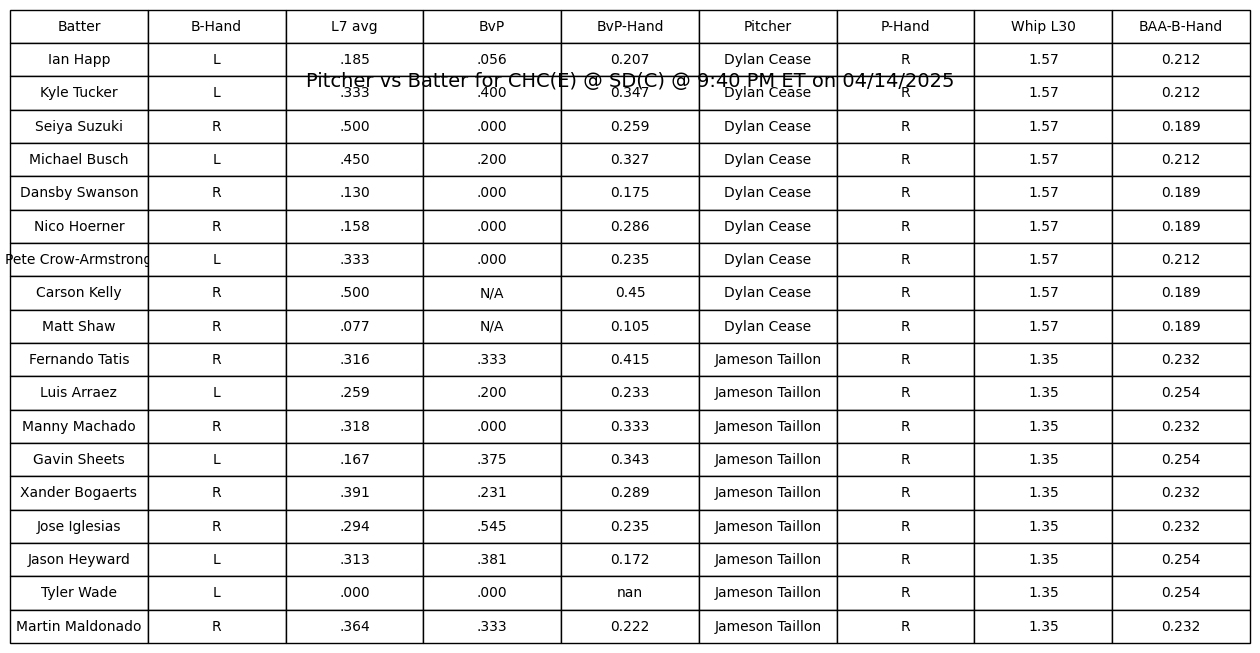 Batter B-Hand L7 avg BvP BvP-Hand Pitcher P-Hand Whip L30 BAA-B-Hand
Ian Happ L .185 .056 0.207 Dylan Cease R 1.57 0.212
Pitcher vs Batter for CHC(E) @ SD(C) @ 9:40 PM ET on 04/14/2025
Kyle Tucker L .333 .400 0.347 Dylan Cease R 1.57 0.212
Seiya Suzuki R .500 .000 0.259 Dylan Cease R 1.57 0.189
Michael Busch L .450 .200 0.327 Dylan Cease R 1.57 0.212
Dansby Swanson R .130 .000 0.175 Dylan Cease R 1.57 0.189
Nico Hoerner R .158 .000 0.286 Dylan Cease R 1.57 0.189
Pete Crow-Armstrong L .333 .000 0.235 Dylan Cease R 1.57 0.212
Carson Kelly R .500 N/A 0.45 Dylan Cease R 1.57 0.189
Matt Shaw R .077 N/A 0.105 Dylan Cease R 1.57 0.189
Fernando Tatis R .316 .333 0.415 Jameson Taillon R 1.35 0.232
Luis Arraez L .259 .200 0.233 Jameson Taillon R 1.35 0.254
Manny Machado R .318 .000 0.333 Jameson Taillon R 1.35 0.232
Gavin Sheets L .167 .375 0.343 Jameson Taillon R 1.35 0.254
Xander Bogaerts R .391 .231 0.289 Jameson Taillon R 1.35 0.232
Jose Iglesias R .294 .545 0.235 Jameson Taillon R 1.35 0.232
Jason Heyward L .313 .381 0.172 Jameson Taillon R 1.35 0.254
Tyler Wade L .000 .000 nan Jameson Taillon R 1.35 0.254
Martin Maldonado R .364 .333 0.222 Jameson Taillon R 1.35 0.232